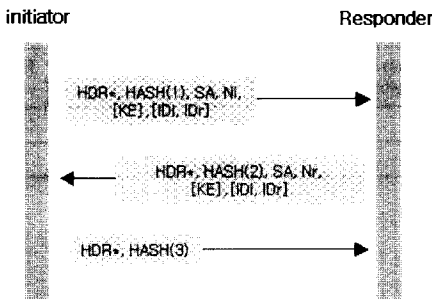 initiator
Responder
HDR*, HASH(1), SA, Ni,
[KE],[IDi, IDr]
HDR*, HASH(2), SA, Nr,
[KE],[IDi, IDr]
HDR*, HASH(3)